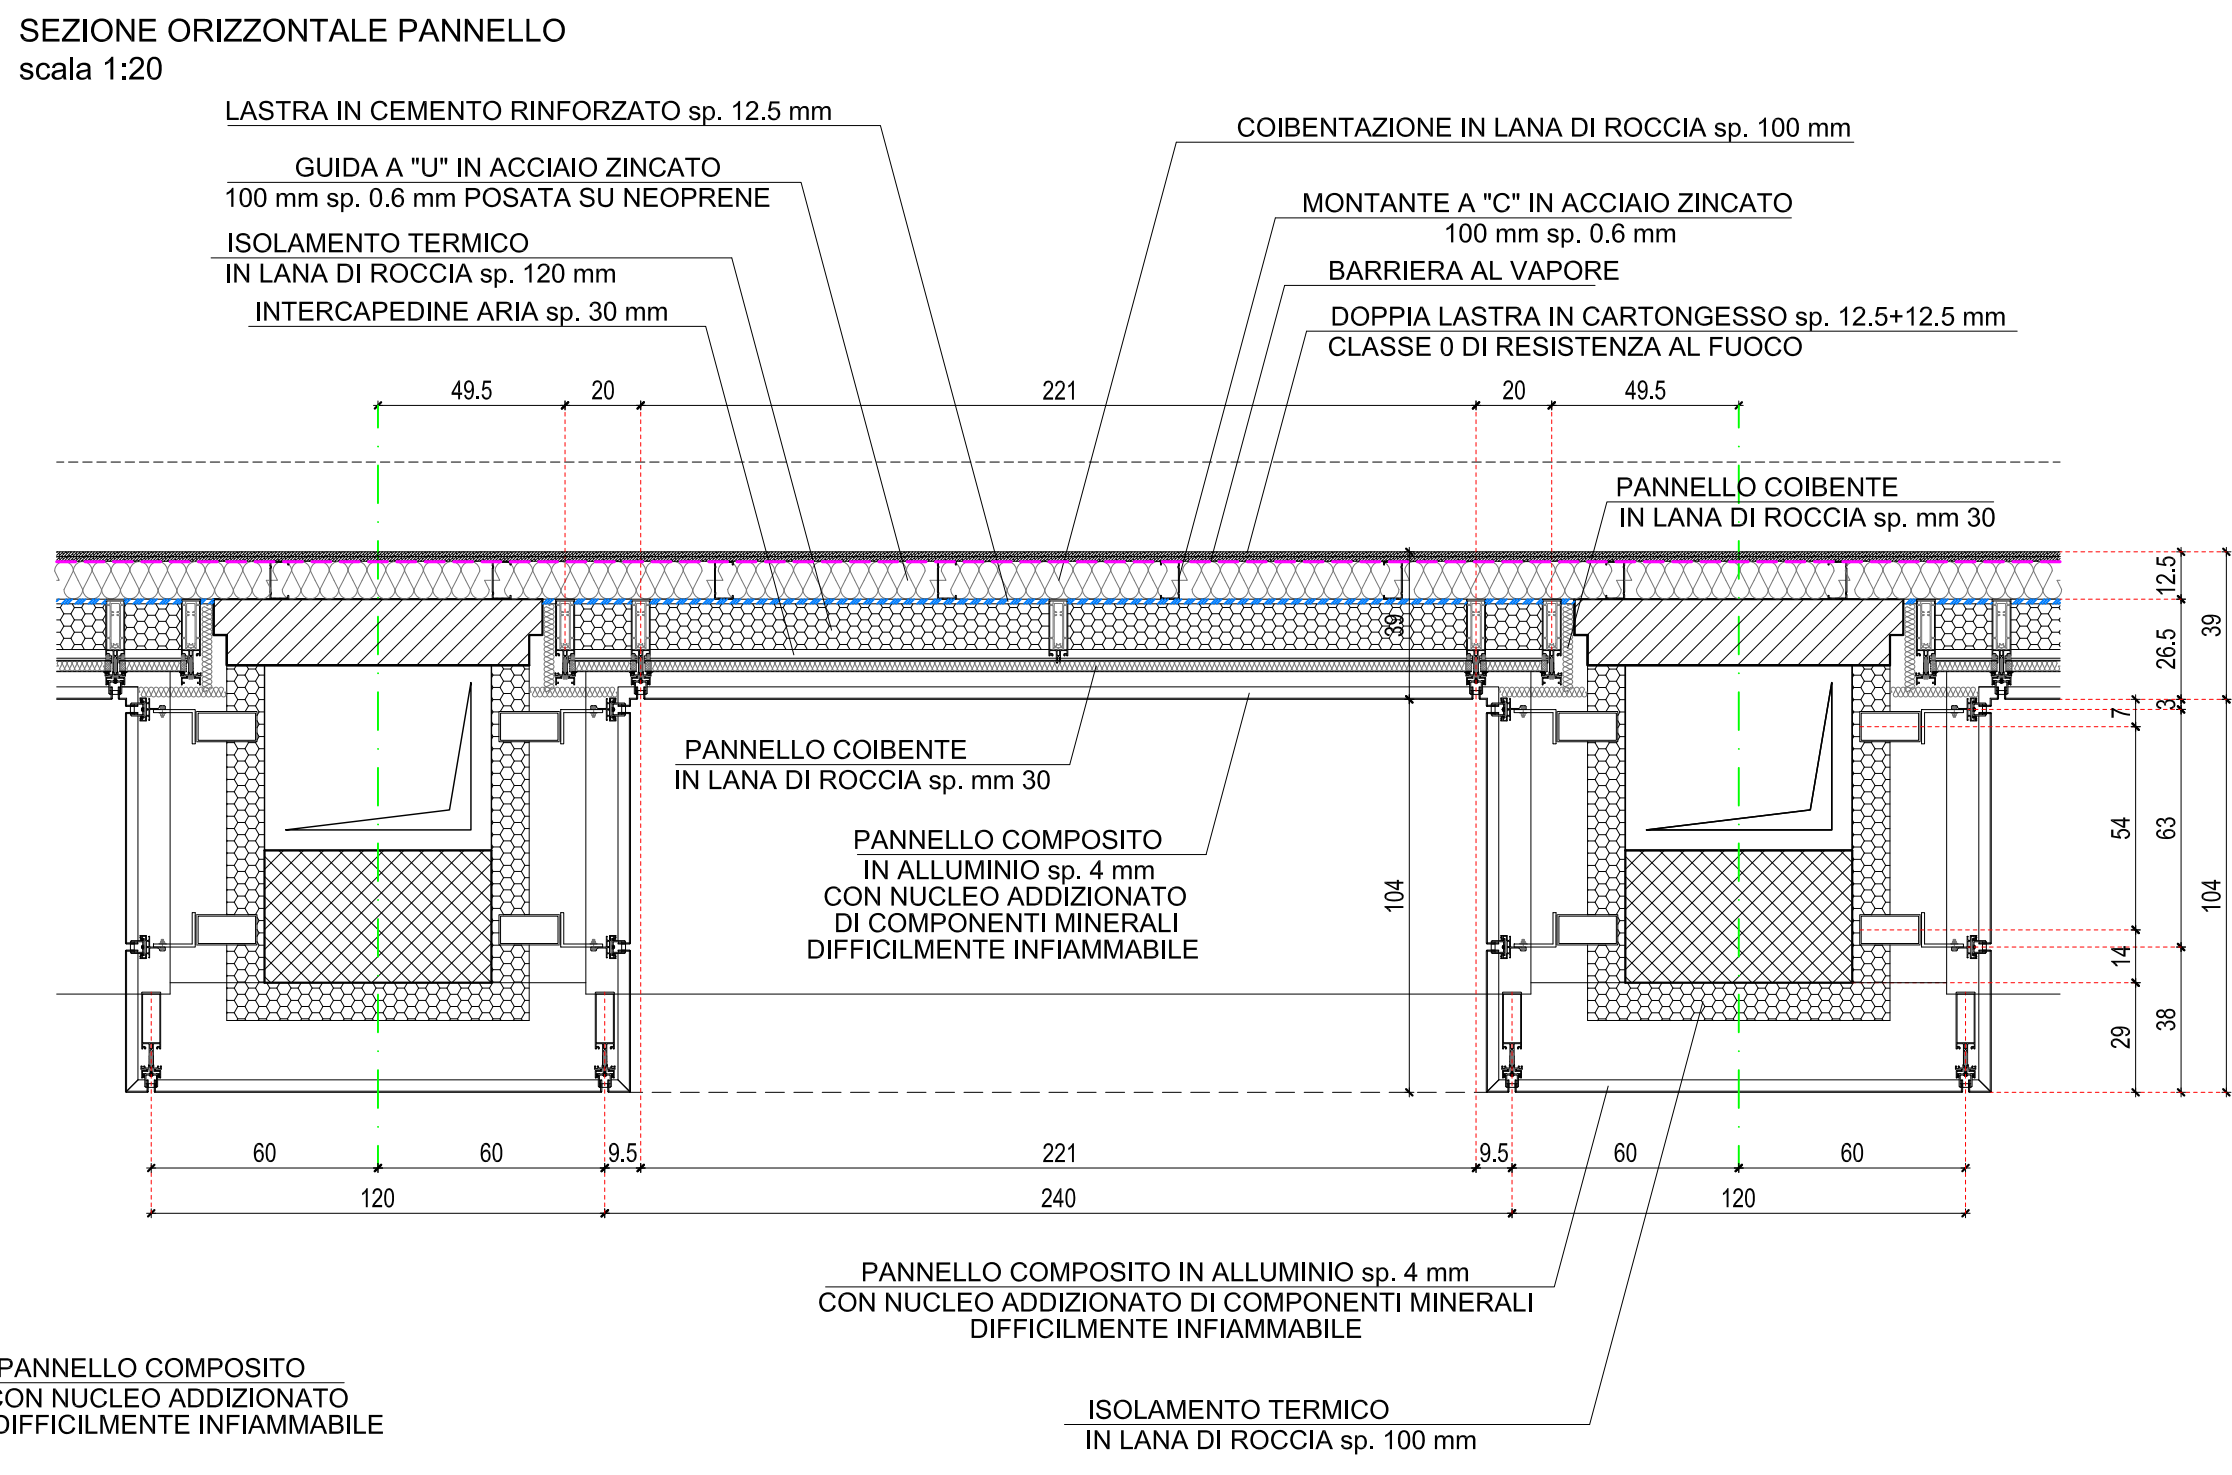 SEZIONE ORIZZONTALE PANNELLO
scala 1:20
LASTRA IN CEMENTO RINFORZATO sp. 12.5 mm
GUIDA A "U" IN ACCIAIO ZINCATO
100 mm sp. 0.6 mm POSATA SU NEOPRENE
ISOLAMENTO TERMICO
IN LANA DI ROCCIA sp. 120 mm
INTERCAPEDINE ARIA sp. 30 mm
COIBENTAZIONE IN LANA DI ROCCIA sp. 100 mm
MONTANTE A "C" IN ACCIAIO ZINCATO
100 mm sp. 0.6 mm
BARRIERA AL VAPORE
DOPPIA LASTRA IN CARTONGESSO sp. 12.5+12.5 mm
CLASSE 0 DI RESISTENZA AL FUOCO
49.5 20 221 20 49.5
PANNELLO COIBENTE
IN LANA DI ROCCIA sp. mm 30
12.5
39
26.5
39
3
7
54
63
104
14
29
38
104
PANNELLO COIBENTE
IN LANA DI ROCCIA sp. mm 30
PANNELLO COMPOSITO
IN ALLUMINIO sp. 4 mm
CON NUCLEO ADDIZIONATO
DI COMPONENTI MINERALI
DIFFICILMENTE INFIAMMABILE
60 60 9.5 221 9.5 60 60
120 240 120
PANNELLO COMPOSITO IN ALLUMINIO sp. 4 mm
CON NUCLEO ADDIZIONATO DI COMPONENTI MINERALI
DIFFICILMENTE INFIAMMABILE
PANNELLO COMPOSITO
CON NUCLEO ADDIZIONATO
DIFFICILMENTE INFIAMMABILE
ISOLAMENTO TERMICO
IN LANA DI ROCCIA sp. 100 mm